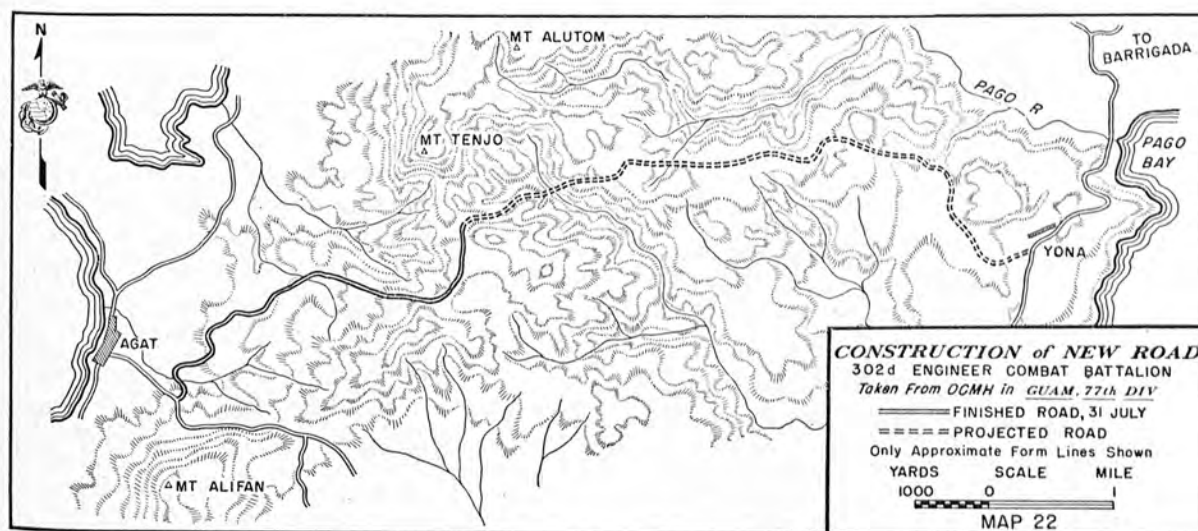 N
MT ALUTOM
TO
BARRIGADA
PAGO R
PAGO
BAY
MT TENJO
YONA
AGAT
MT ALIFAN
CONSTRUCTION of NEW ROAD
302d ENGINEER COMBAT BATTALION
Taken From OCMH in GUAM, 77th DIV
FINISHED ROAD, 31 JULY
PROJECTED ROAD
Only Approximate Form Lines Shown
YARDS SCALE MILE
1000 0 1
MAP 22